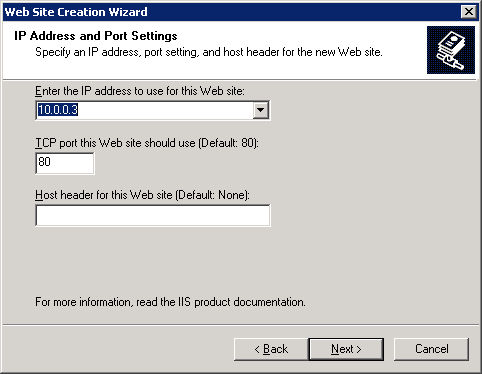 Web Site Creation Wizard
IP Address and Port Settings
Specify an IP address, port setting, and host header for the new Web site.
Enter the IP address to use for this Web site:
10.0.0.3
TCP port this Web site should use (Default: 80):
80
Host header for this Web site (Default: None):
For more information, read the IIS product documentation.
< Back
Next >
Cancel